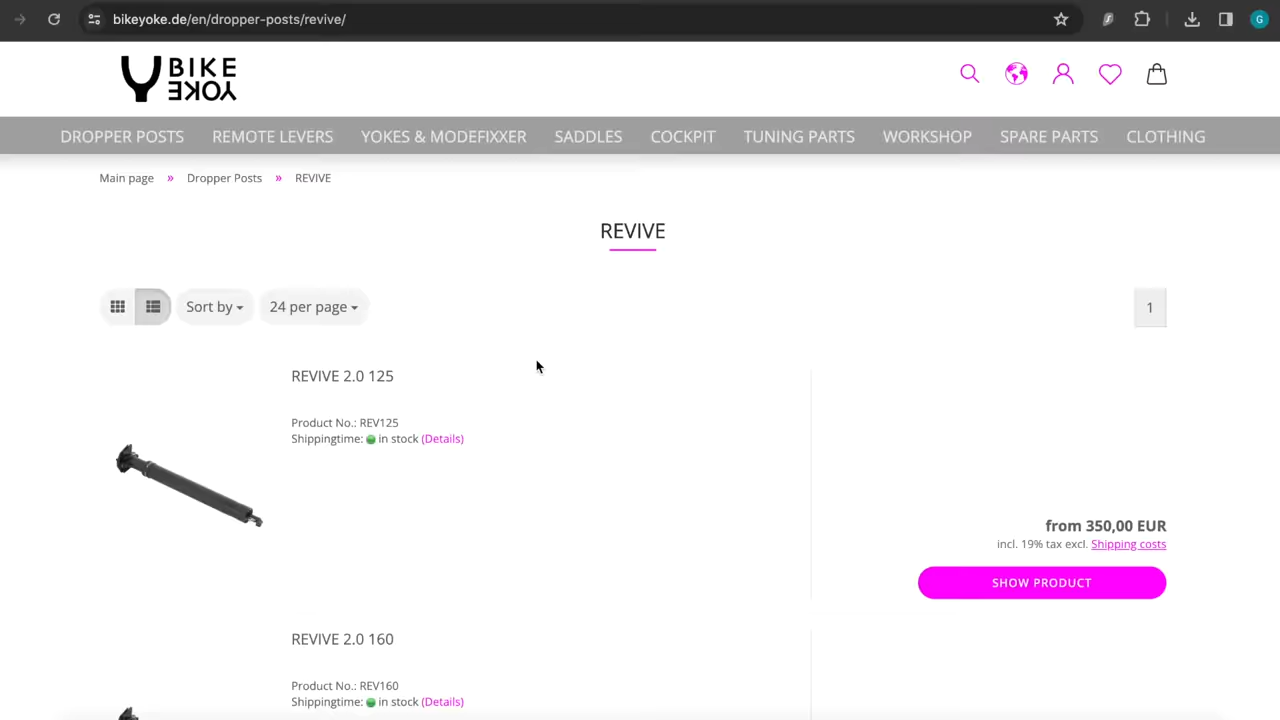 bikeyoke.de/en/dropper-posts/revive/
G
BIKE
YOKE
DROPPER POSTS REMOTE LEVERS YOKES & MODEFIXXER SADDLES COCKPIT TUNING PARTS WORKSHOP SPARE PARTS CLOTHING
Main page » Dropper Posts » REVIVE
REVIVE
Sort by 24 per page 1
REVIVE 2.0 125
Product No.: REV125
Shippingtime: in stock (Details)
from 350,00 EUR
incl. 19% tax excl. Shipping costs
SHOW PRODUCT
REVIVE 2.0 160
Product No.: REV160
Shippingtime: in stock (Details)